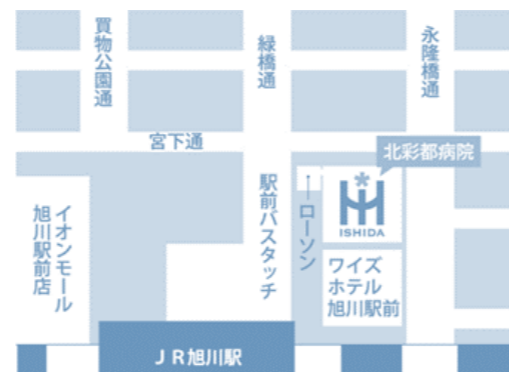 買物公園通
緑橋通
永隆橋通
宮下通
北彩都病院
ISHIDA
駅前バスタッチ
ローソン
イオンモール
旭川駅前店
ワイズ
ホテル
旭川駅前
JR旭川駅